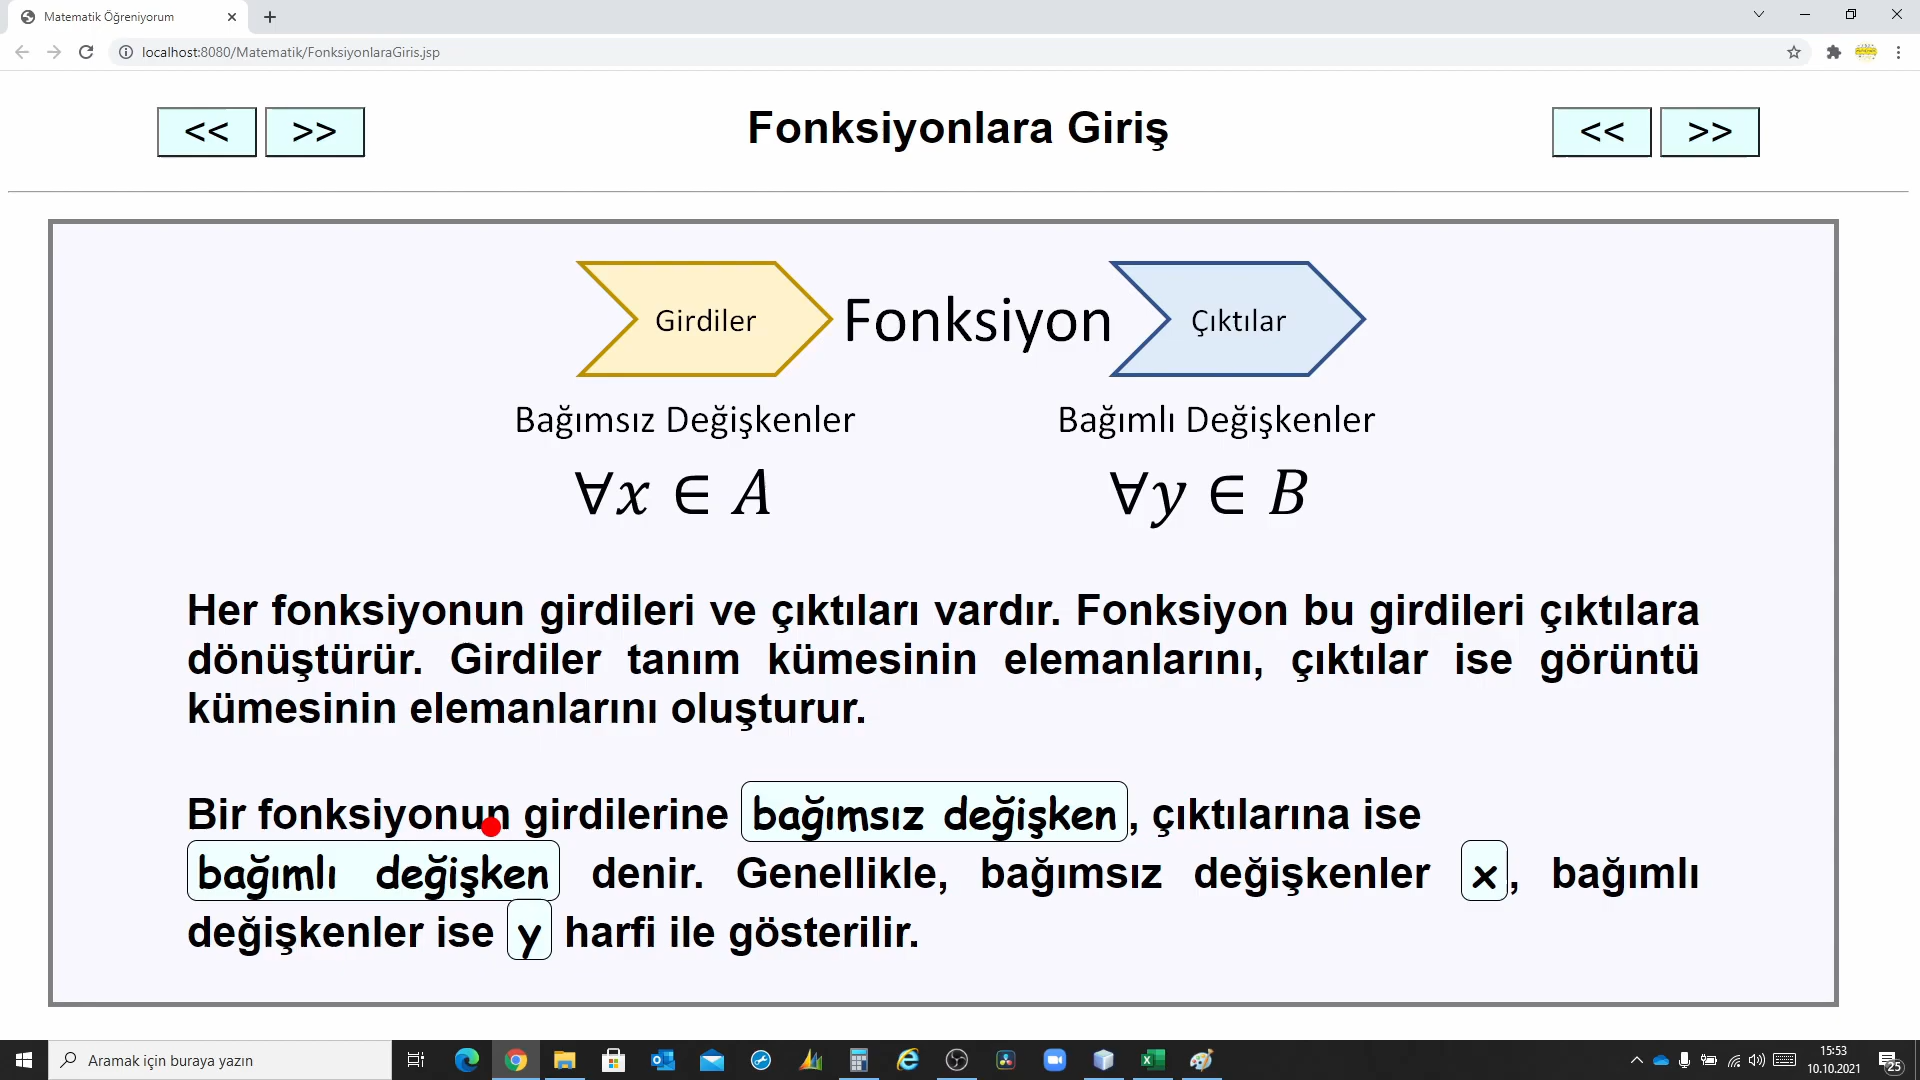 Matematik Öğreniyorum
localhost:8080/Matematik/FonksiyonlaraGiris.jsp
<< >> Fonksiyonlara Giriş << >>
Girdiler Fonksiyon Çıktılar
Bağımsız Değişkenler Bağımlı Değişkenler
∀x ∈ A ∀y ∈ B
Her fonksiyonun girdileri ve çıktıları vardır. Fonksiyon bu girdileri çıktılara
dönüştürür. Girdiler tanım kümesinin elemanlarını, çıktılar ise görüntü
kümesinin elemanlarını oluşturur.
Bir fonksiyonun girdilerine bağımsız değişken, çıktılarına ise
bağımlı değişken denir. Genellikle, bağımsız değişkenler x, bağımlı
değişkenler ise y harfi ile gösterilir.
Aramak için buraya yazın
15:53
10.10.2021
25